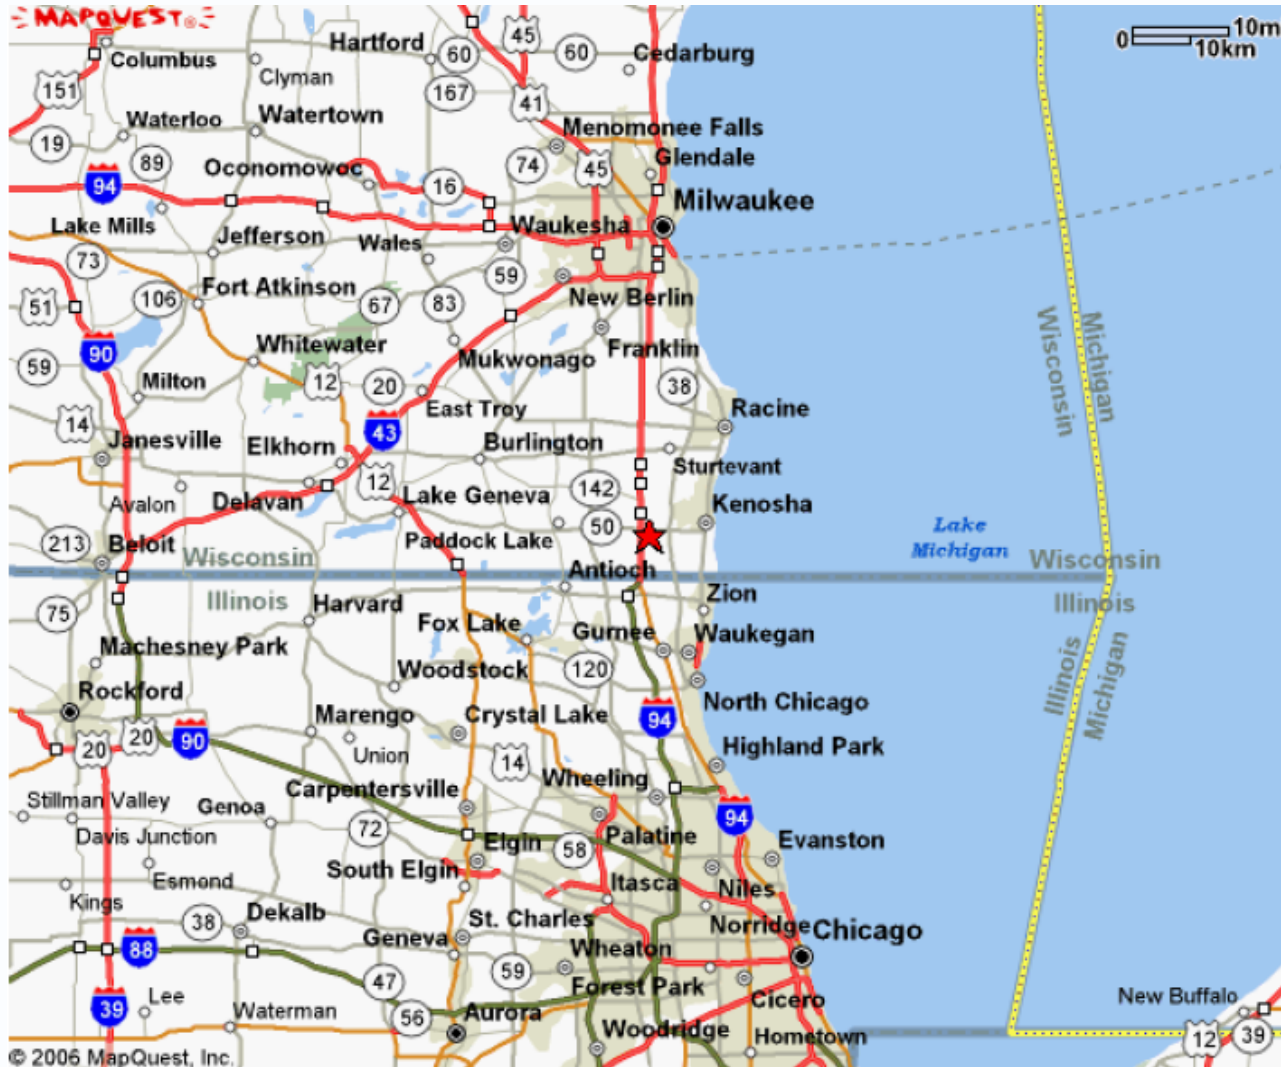 MAPQUEST®
Hartford
60
45
60
Cedarburg
0
10m
10km
Columbus
Clyman
151
167
41
Waterloo
Watertown
Menomonee Falls
19
89
Oconomowoc
74
45
Glendale
94
16
Milwaukee
Lake Mills
Jefferson
Wales
Waukesha
73
59
106
Fort Atkinson
67
83
New Berlin
51
Wisconsin
Michigan
90
Whitewater
Mukwonago
Franklin
59
Milton
12
20
38
East Troy
Racine
14
Janesville
43
Elkhorn
Burlington
Sturtevant
Avalon
Delavan
12
Lake Geneva
142
Kenosha
213
Beloit
50
Lake
Michigan
Wisconsin
Paddock Lake
Wisconsin
Antioch
Illinois
Harvard
Zion
Illinois
75
Fox Lake
Gurnee
Waukegan
Machesney Park
Woodstock
120
Illinois
Michigan
Rockford
North Chicago
Marengo
Crystal Lake
94
20
20
90
Union
14
Highland Park
Carpentersville
Wheeling
Stillman Valley
Genoa
94
Davis Junction
72
Elgin
58
Palatine
Evanston
Esmond
South Elgin
Itasca
Niles
Kings
38
Dekalb
St. Charles
Norridge
Chicago
88
Geneva
Wheaton
47
59
Forest Park
39
Lee
Waterman
56
Aurora
Cicero
New Buffalo
Woodridge
Hometown
12
39
© 2006 MapQuest, Inc.